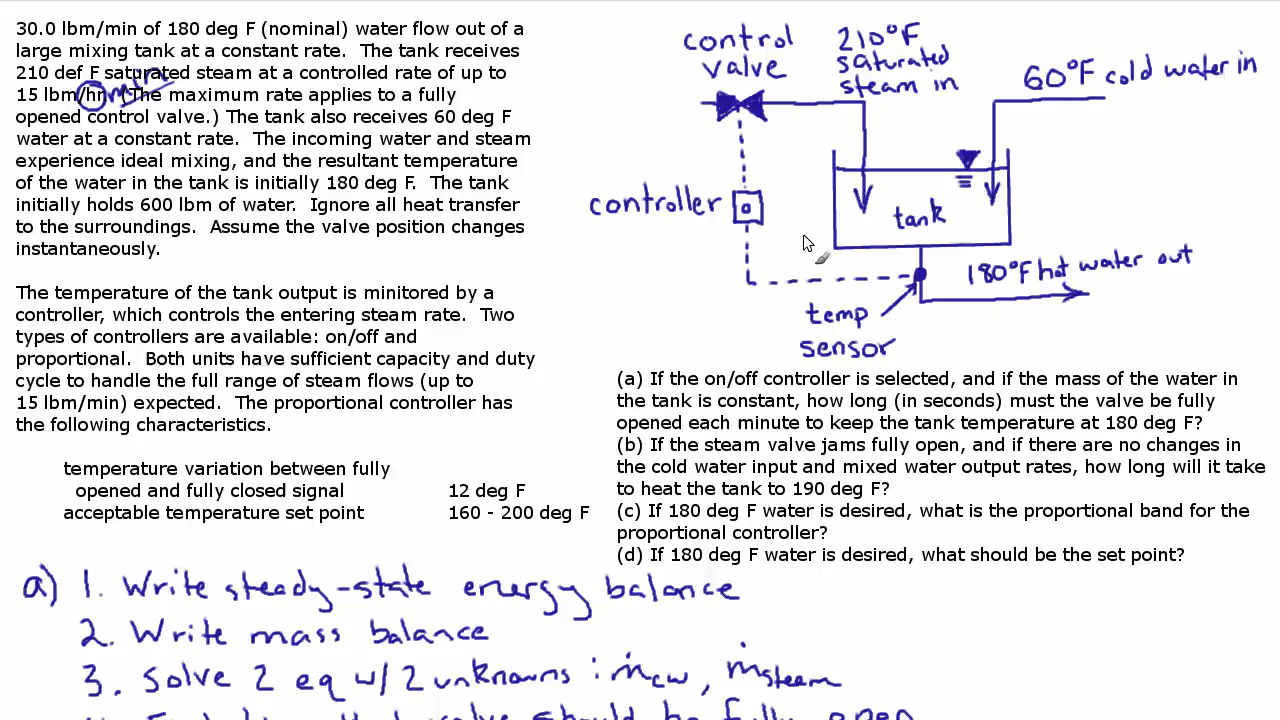 30.0 lbm/min of 180 deg F (nominal) water flow out of a
large mixing tank at a constant rate.  The tank receives
210 def F saturated steam at a controlled rate of up to
min
15 lbm/hr.  (The maximum rate applies to a fully
opened control valve.) The tank also receives 60 deg F
water at a constant rate.  The incoming water and steam
experience ideal mixing, and the resultant temperature
of the water in the tank is initially 180 deg F.  The tank
initially holds 600 lbm of water.  Ignore all heat transfer
to the surroundings.  Assume the valve position changes
instantaneously.
The temperature of the tank output is minitored by a
controller, which controls the entering steam rate.  Two
types of controllers are available: on/off and
proportional.  Both units have sufficient capacity and duty
cycle to handle the full range of steam flows (up to
15 lbm/min) expected.  The proportional controller has
the following characteristics.
temperature variation between fully
opened and fully closed signal 12 deg F
acceptable temperature set point 160 - 200 deg F
control
valve
210°F
saturated
steam in
60°F cold water in
controller
tank
180°F hot water out
temp
sensor
(a) If the on/off controller is selected, and if the mass of the water in
the tank is constant, how long (in seconds) must the valve be fully
opened each minute to keep the tank temperature at 180 deg F?
(b) If the steam valve jams fully open, and if there are no changes in
the cold water input and mixed water output rates, how long will it take
to heat the tank to 190 deg F?
(c) If 180 deg F water is desired, what is the proportional band for the
proportional controller?
(d) If 180 deg F water is desired, what should be the set point?
a) 1. Write steady-state energy balance
2. Write mass balance
3. Solve 2 eq w/ 2 unknowns : ṁcw, ṁsteam
valve should be fully open